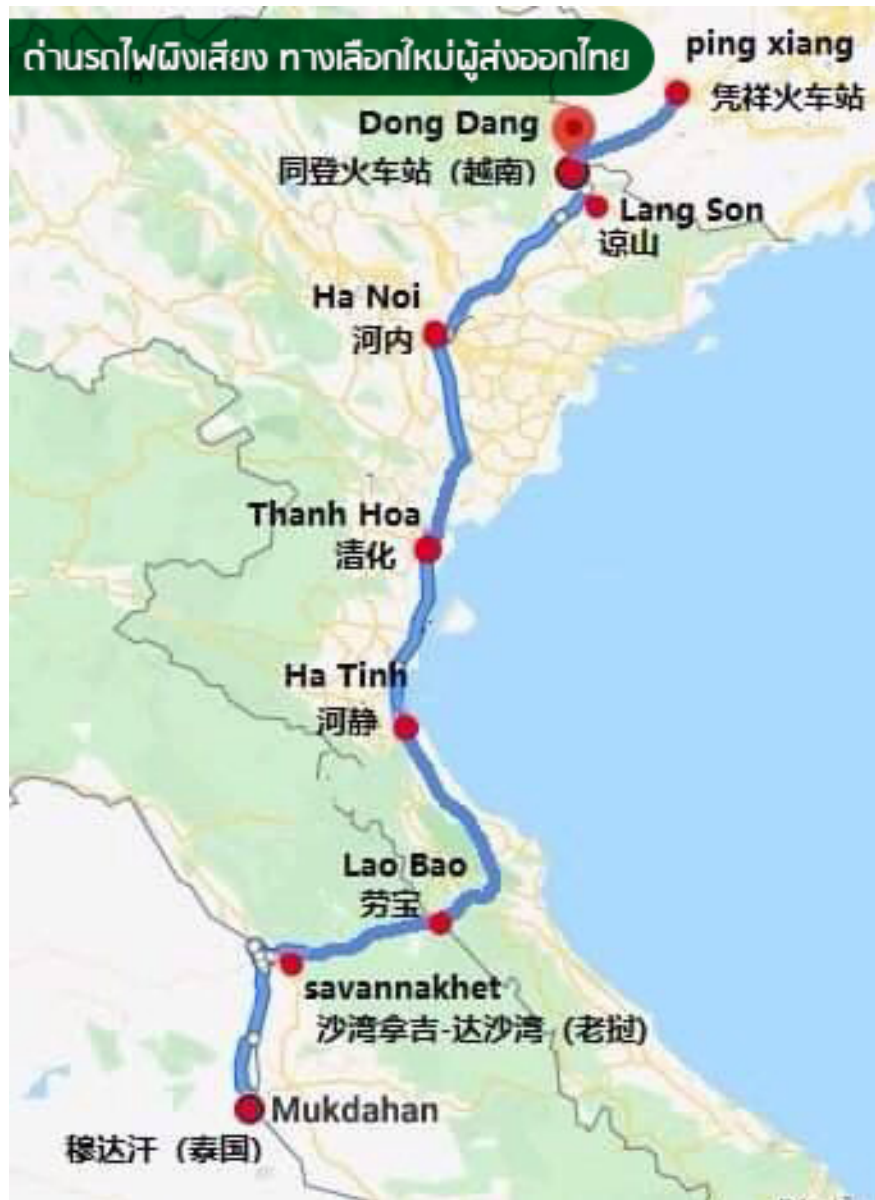 ด่านรถไฟผิงเสียง ทางเลือกใหม่ผู้ส่งออกไทย
ping xiang
凭祥火车站
Dong Dang
同登火车站（越南）
Lang Son
谅山
Ha Noi
河内
Thanh Hoa
清化
Ha Tinh
河静
Lao Bao
劳宝
savannakhet
沙湾拿吉-达沙湾（老挝)
Mukdahan
穆达汗（泰国）